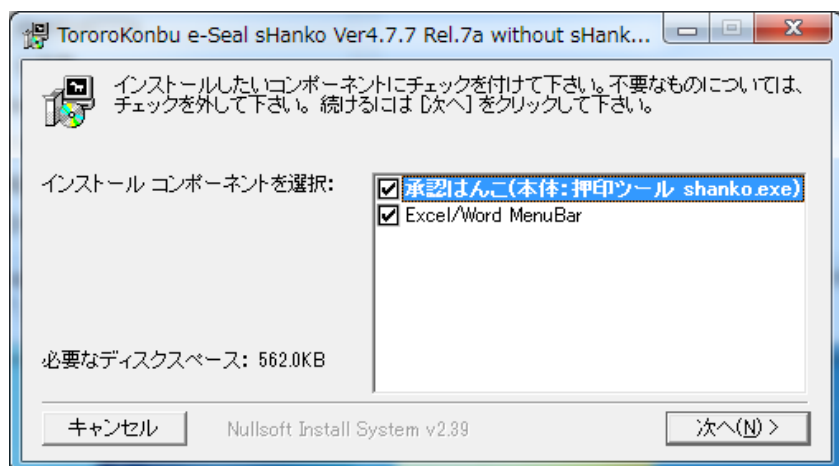 TororoKonbu e-Seal sHanko Ver4.7.7 Rel.7a without sHank...
インストールしたいコンポーネントにチェックを付けて下さい。不要なものについては、
チェックを外して下さい。続けるには [次へ] をクリックして下さい。
インストール コンポーネントを選択:
承認はんこ(本体:押印ツール shanko.exe)
Excel/Word MenuBar
必要なディスクスペース: 562.0KB
キャンセル
Nullsoft Install System v2.39
次へ(N) >